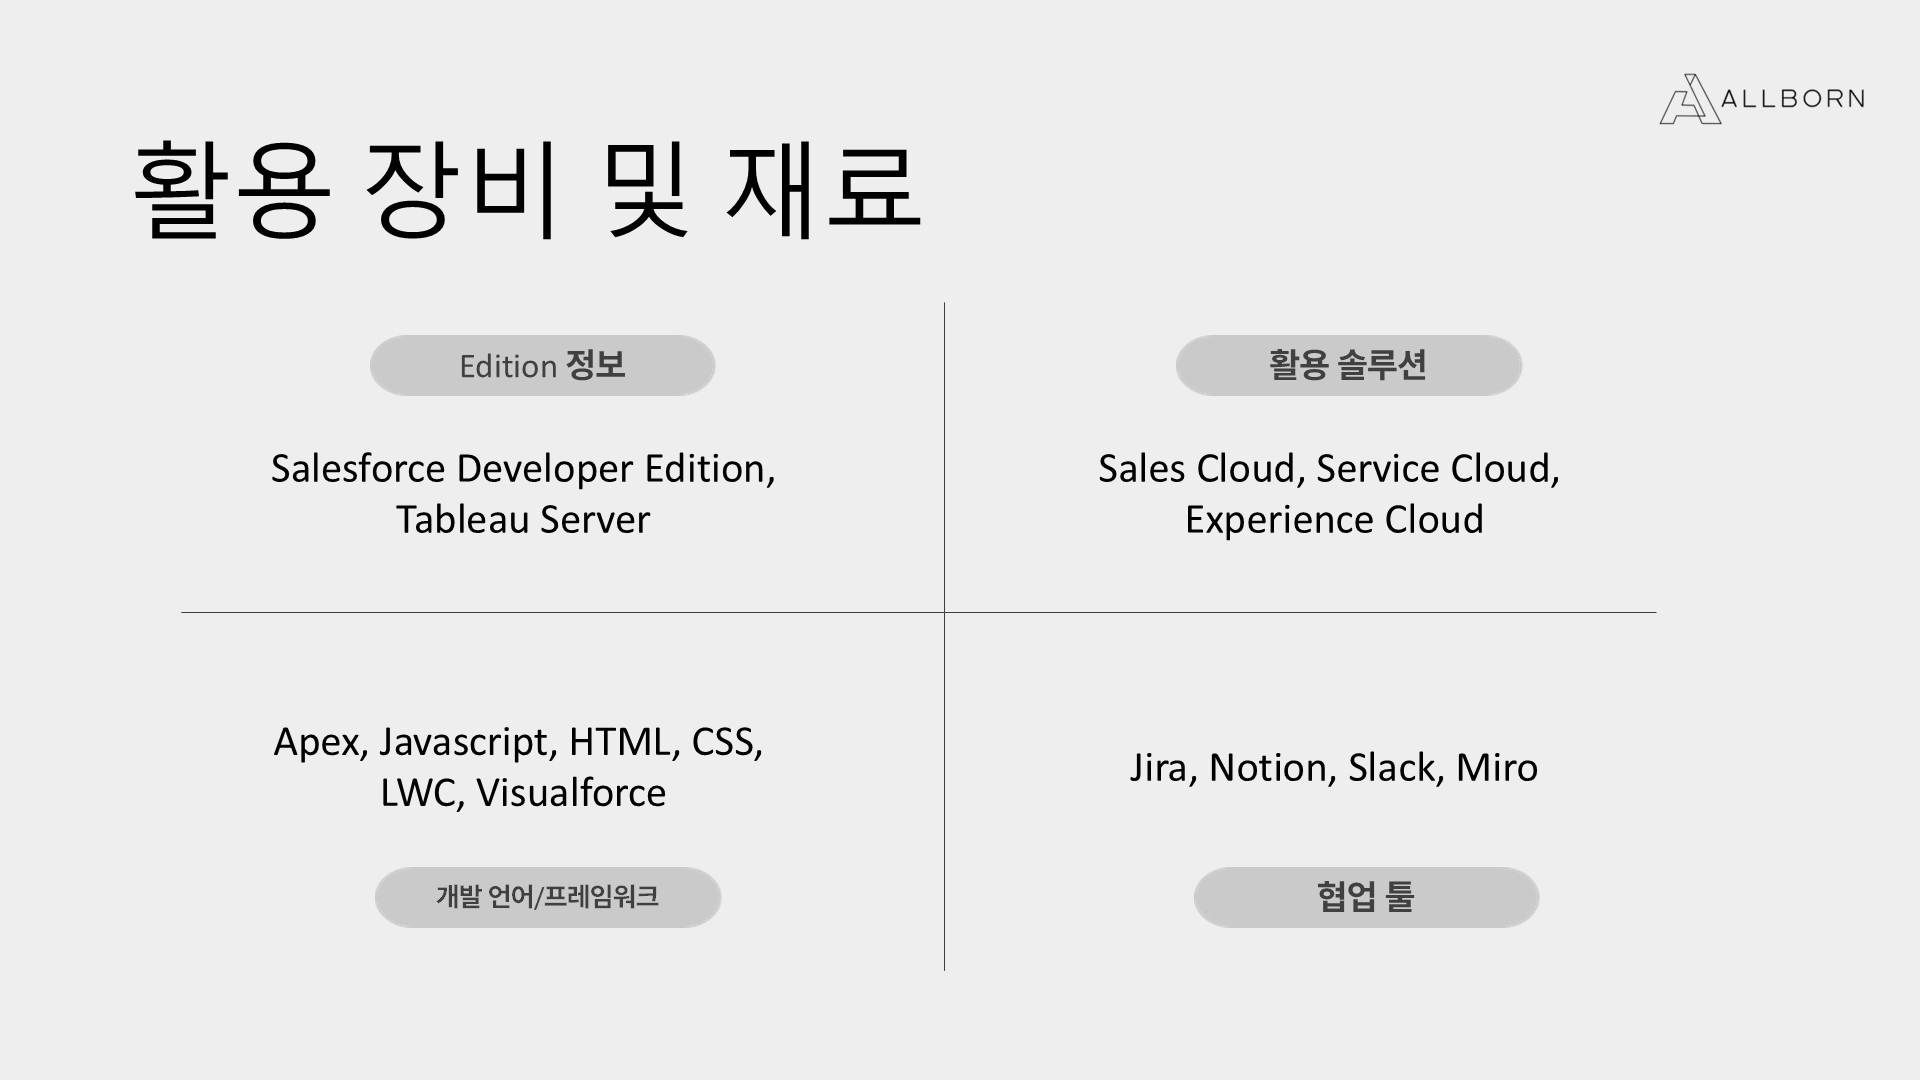 ALLBORN
활용 장비 및 재료
Edition 정보
Salesforce Developer Edition,
Tableau Server
활용 솔루션
Sales Cloud, Service Cloud,
Experience Cloud
Apex, Javascript, HTML, CSS,
LWC, Visualforce
개발 언어/프레임워크
Jira, Notion, Slack, Miro
협업 툴